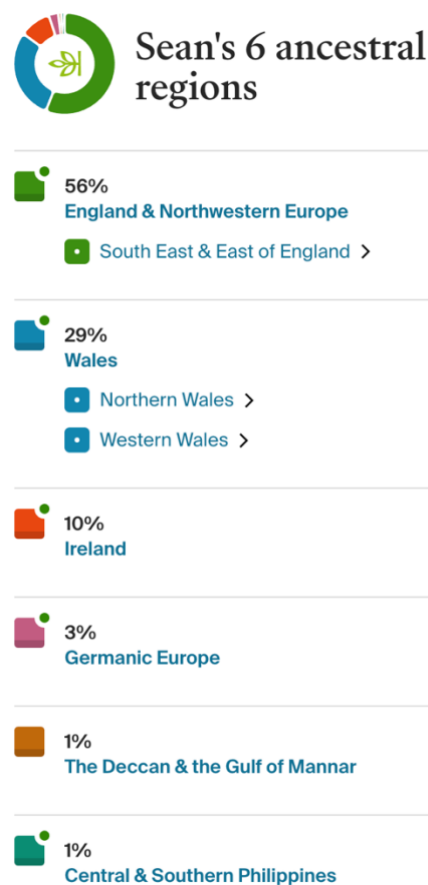 Sean's 6 ancestral
regions
56%
England & Northwestern Europe
South East & East of England
29%
Wales
Northern Wales
Western Wales
10%
Ireland
3%
Germanic Europe
1%
The Deccan & the Gulf of Mannar
1%
Central & Southern Philippines